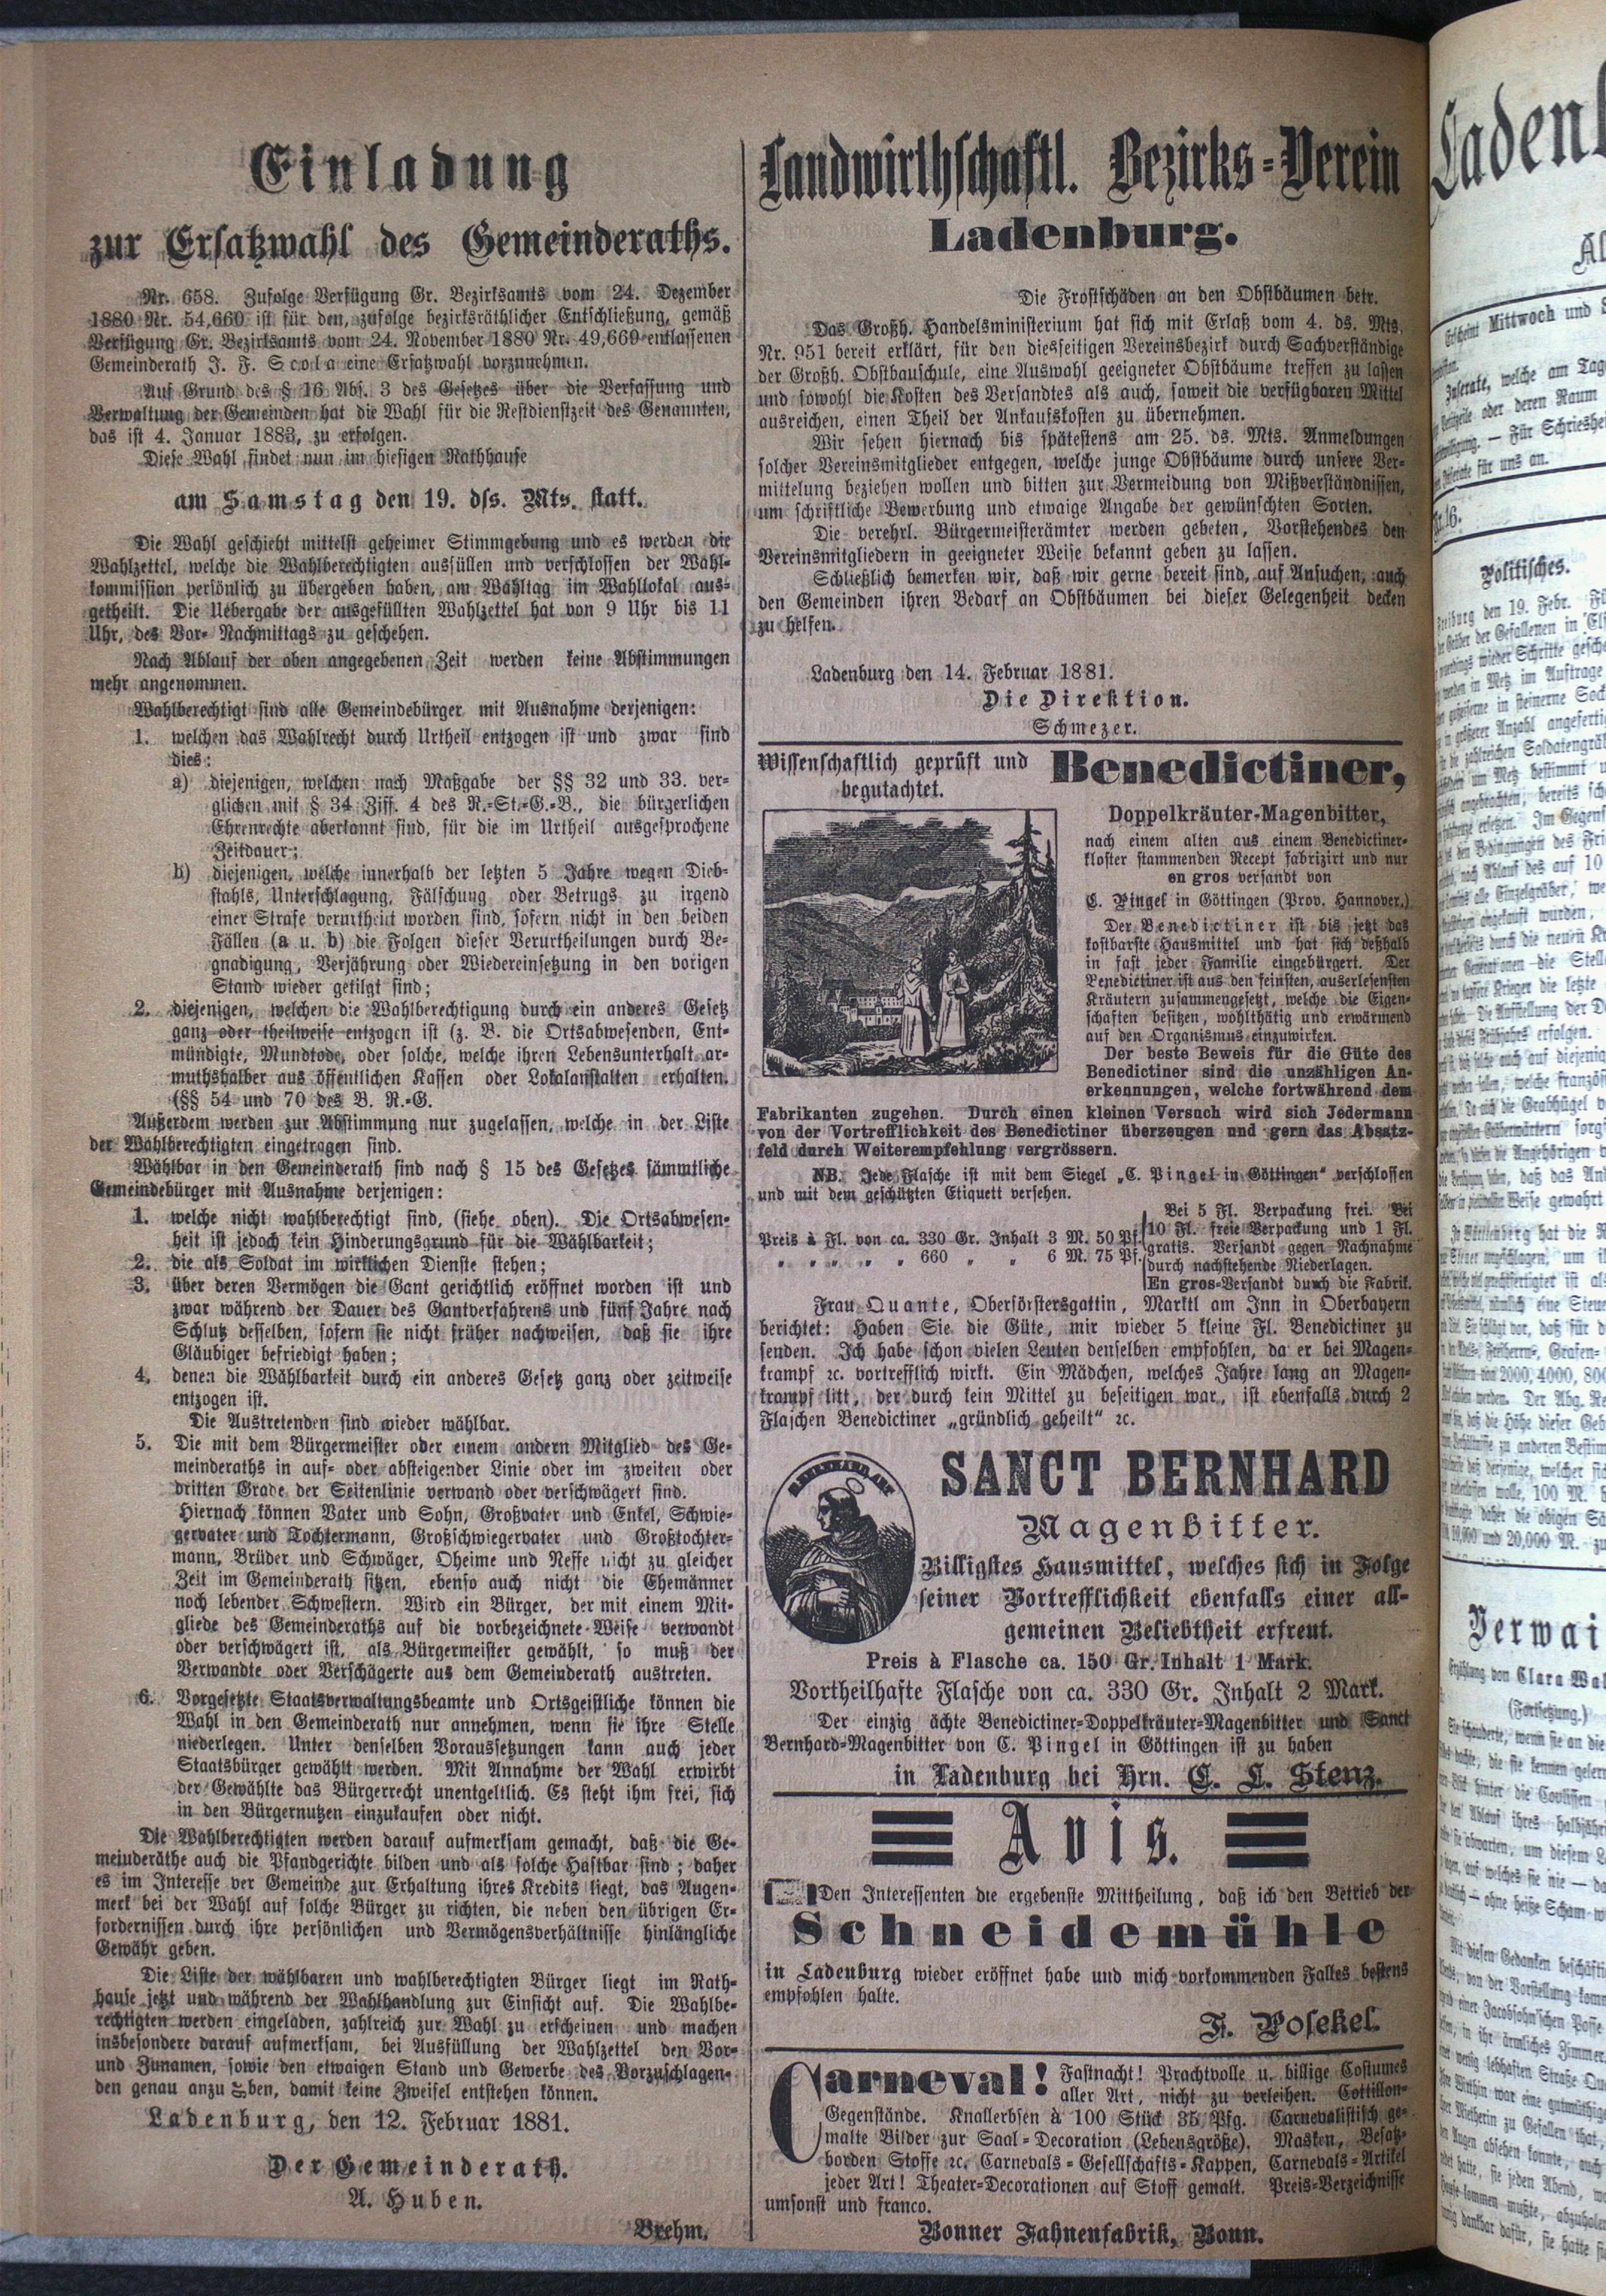 Einladung
zur Ersatzwahl des Gemeinderaths.
Nr. 658. Zufolge Verfügung Gr. Bezirksamts vom 24. Dezember
1880 Nr. 54,660 ist für den, zufolge bezirksräthlicher Entschließung, gemäß
Verfügung Gr. Bezirksamts vom 24. November 1880 Nr. 49,669 entlassenen
Gemeinderath J. F. Scola eine Ersatzwahl vorzunehmen.
Auf Grund des § 16 Abs. 3 des Gesetzes über die Verfassung und
Verwaltung der Gemeinden hat die Wahl für die Restdienstzeit des Genannten,
das ist 4. Januar 1883, zu erfolgen.
Diese Wahl findet nun im hiesigen Rathhause
am Samstag den 19. dss. Mts. statt.
Die Wahl geschieht mittelst geheimer Stimmgebung und es werden die
Wahlzettel, welche die Wahlberechtigten ausfüllen und verschlossen der Wahl-
kommission persönlich zu übergeben haben, am Wahltag im Wahllokal aus-
getheilt. Die Uebergabe der ausgefüllten Wahlzettel hat von 9 Uhr bis 11
Uhr, des Vor- Nachmittags zu geschehen.
Nach Ablauf der oben angegebenen Zeit werden keine Abstimmungen
mehr angenommen.
Wahlberechtigt sind alle Gemeindebürger mit Ausnahme derjenigen:
1. welchen das Wahlrecht durch Urtheil entzogen ist und zwar sind
dies:
a) diejenigen, welchen nach Maßgabe der §§ 32 und 33. ver-
glichen mit § 34 Ziff. 4 des R.-St.-G.-B., die bürgerlichen
Ehrenrechte aberkannt sind, für die im Urtheil ausgesprochene
Zeitdauer;
b) diejenigen, welche innerhalb der letzten 5 Jahre wegen Dieb-
stahls, Unterschlagung, Fälschung oder Betrugs zu irgend
einer Strafe verurtheilt worden sind, sofern nicht in den beiden
Fällen (a u. b) die Folgen dieser Verurtheilungen durch Be-
gnadigung, Verjährung oder Wiedereinsetzung in den vorigen
Stand wieder getilgt sind;
2. diejenigen, welchen die Wahlberechtigung durch ein anderes Gesetz
ganz oder theilweise entzogen ist (z. B. die Ortsabwesenden, Ent-
mündigte, Mundtode, oder solche, welche ihren Lebensunterhalt ar-
muthshalber aus öffentlichen Kassen oder Lokalanstalten erhalten.
(§§ 54 und 70 des B. R.-G.
Außerdem werden zur Abstimmung nur zugelassen, welche in der Liste
der Wahlberechtigten eingetragen sind.
Wählbar in den Gemeinderath sind nach § 15 des Gesetzes sämmtliche
Gemeindebürger mit Ausnahme derjenigen:
1. welche nicht wahlberechtigt sind, (siehe oben). Die Ortsabwesen-
heit ist jedoch kein Hinderungsgrund für die Wählbarkeit;
2. die als Soldat im wirklichen Dienste stehen;
3. über deren Vermögen die Gant gerichtlich eröffnet worden ist und
zwar während der Dauer des Gantverfahrens und fünf Jahre nach
Schlutz desselben, sofern sie nicht früher nachweisen, daß sie ihre
Gläubiger befriedigt haben;
4. denen die Wählbarkeit durch ein anderes Gesetz ganz oder zeitweise
entzogen ist.
Die Austretenden sind wieder wählbar.
5. Die mit dem Bürgermeister oder einem andern Mitglied des Ge-
meinderaths in auf- oder absteigender Linie oder im zweiten oder
dritten Grade der Seitenlinie verwand oder verschwägert sind.
Hiernach können Vater und Sohn, Großvater und Enkel, Schwie-
gervater und Tochtermann, Großschwiegervater und Großtochter-
mann, Brüder und Schwäger, Oheime und Neffe nicht zu gleicher
Zeit im Gemeinderath sitzen, ebenso auch nicht die Ehemänner
noch lebender Schwestern. Wird ein Bürger, der mit einem Mit-
gliede des Gemeinderaths auf die vorbezeichnete Weise verwandt
oder verschwägert ist, als Bürgermeister gewählt, so muß der
Verwandte oder Verschägerte aus dem Gemeinderath austreten.
6. Vorgesetzte Staatsverwaltungsbeamte und Ortsgeistliche können die
Wahl in den Gemeinderath nur annehmen, wenn sie ihre Stelle
niederlegen. Unter denselben Voraussetzungen kann auch jeder
Staatsbürger gewählt werden. Mit Annahme der Wahl erwirbt
der Gewählte das Bürgerrecht unentgeltlich. Es steht ihm frei, sich
in den Bürgernutzen einzukaufen oder nicht.
Die Wahlberechtigten werden darauf aufmerksam gemacht, daß die Ge-
meinderäthe auch die Pfandgerichte bilden und als solche Haftbar sind; daher
es im Interesse der Gemeinde zur Erhaltung ihres Kredits liegt, das Augen-
merk bei der Wahl auf solche Bürger zu richten, die neben den übrigen Er-
fordernissen durch ihre persönlichen und Vermögensverhältnisse hinlängliche
Gewähr geben.
Die Liste der wählbaren und wahlberechtigten Bürger liegt im Rath-
hause jetzt und während der Wahlhandlung zur Einsicht auf. Die Wahlbe-
rechtigten werden eingeladen, zahlreich zur Wahl zu erscheinen und machen
insbesondere darauf aufmerksam, bei Ausfüllung der Wahlzettel den Vor-
und Zunamen, sowie den etwaigen Stand und Gewerbe des Vorzuschlagen-
den genau anzu ben, damit keine Zweifel entstehen können.
Ladenburg, den 12. Februar 1881.
Der Gemeinderath.
A. Huben.
Brehm.
Landwirthschaftl. Bezirks-Verein
Ladenburg.
Die Frostschäden an den Obstbäumen betr.
Das Großh. Handelsministerium hat sich mit Erlaß vom 4. ds. Mts.
Nr. 951 bereit erklärt, für den diesseitigen Vereinsbezirk durch Sachverständige
der Großh. Obstbauschule, eine Auswahl geeigneter Obstbäume treffen zu lassen
und sowohl die Kosten des Versandtes als auch, soweit die verfügbaren Mittel
ausreichen, einen Theil der Ankaufskosten zu übernehmen.
Wir sehen hiernach bis spätestens am 25. ds. Mts. Anmeldungen
solcher Vereinsmitglieder entgegen, welche junge Obstbäume durch unsere Ver-
mittelung beziehen wollen und bitten zur Vermeidung von Mißverständnissen,
um schriftliche Bewerbung und etwaige Angabe der gewünschten Sorten.
Die verehrl. Bürgermeisterämter werden gebeten, Vorstehendes den
Vereinsmitgliedern in geeigneter Weise bekannt geben zu lassen.
Schließlich bemerken wir, daß wir gerne bereit sind, auf Ansuchen, auch
den Gemeinden ihren Bedarf an Obstbäumen bei dieser Gelegenheit decken
zu helfen.
Ladenburg den 14. Februar 1881.
Die Direktion.
Schmezer.
Wissenschaftlich geprüft und
begutachtet.
Benedictiner,
Doppelkräuter-Magenbitter,
nach einem alten aus einem Benedictiner-
kloster stammenden Recept fabrizirt und nur
en gros versandt von
C. Pingel in Göttingen (Prov. Hannover.)
Der Benedictiner ist bis jetzt das
kostbarste Hausmittel und hat sich deßhalb
in fast jeder Familie eingebürgert. Der
Benedictiner ist aus den feinsten, auserlesensten
Kräutern zusammengesetzt, welche die Eigen-
schaften besitzen, wohlthätig und erwärmend
auf den Organismus einzuwirken.
Der beste Beweis für die Güte des
Benedictiner sind die unzähligen An-
erkennungen, welche fortwährend dem
Fabrikanten zugehen. Durch einen kleinen Versuch wird sich Jedermann
von der Vortrefflichkeit des Benedictiner überzeugen und gern das Absatz-
feld durch Weiterempfehlung vergrössern.
NB. Jede Flasche ist mit dem Siegel „C. Pingel in Göttingen" verschlossen
und mit dem geschützten Etiquett versehen.
Preis à Fl. von ca. 330 Gr. Inhalt 3 M. 50 Pf.
„ „ „ „ „ 660 „ „ 6 M. 75 Pf.
Bei 5 Fl. Verpackung frei. Bei
10 Fl. freie Verpackung und 1 Fl.
gratis. Versandt gegen Nachnahme
durch nachstehende Niederlagen.
En gros-Versandt durch die Fabrik.
Frau Quante, Oberförstersgattin, Marktl am Inn in Oberbayern
berichtet: Haben Sie die Güte, mir wieder 5 kleine Fl. Benedictiner zu
senden. Ich habe schon vielen Leuten denselben empfohlen, da er bei Magen-
krampf ꝛc. vortrefflich wirkt. Ein Mädchen, welches Jahre lang an Magen-
krampf litt, der durch kein Mittel zu beseitigen war, ist ebenfalls durch 2
Flaschen Benedictiner „gründlich geheilt" ꝛc.
SANCT BERNHARD
Magenbitter.
Billigstes Hausmittel, welches sich in Folge
seiner Vortrefflichkeit ebenfalls einer all-
gemeinen Beliebtheit erfreut.
Preis à Flasche ca. 150 Gr. Inhalt 1 Mark.
Vortheilhafte Flasche von ca. 330 Gr. Inhalt 2 Mark.
Der einzig ächte Benedictiner-Doppelkräuter-Magenbitter und Sanct
Bernhard-Magenbitter von C. Pingel in Göttingen ist zu haben
in Ladenburg bei Hrn. C. L. Stenz.
Avis.
Den Interessenten die ergebenste Mittheilung, daß ich den Betrieb der
Schneidemühle
in Ladenburg wieder eröffnet habe und mich vorkommenden Falles bestens
empfohlen halte.
F. Posekel.
Carneval! Fastnacht! Prachtvolle u. billige Costumes
aller Art, nicht zu verleihen. Cottillon-
Gegenstände. Knallerbsen à 100 Stück 35 Pfg. Carnevalistisch ge-
malte Bilder zur Saal-Decoration (Lebensgröße). Masken, Besatz-
borden Stoffe ꝛc. Carnevals-Gesellschafts-Kappen, Carnevals-Artikel
jeder Art! Theater-Decorationen auf Stoff gemalt. Preis-Verzeichnisse
umsonst und franco.
Bonner Fahnenfabrik, Bonn.
Erscheint Mittwoch und
Inserate, welche am
oder deren Raum
Für
für uns an.
Politisches.
den 19. Febr.
Erzählung von Clara
(Fortsetzung.)